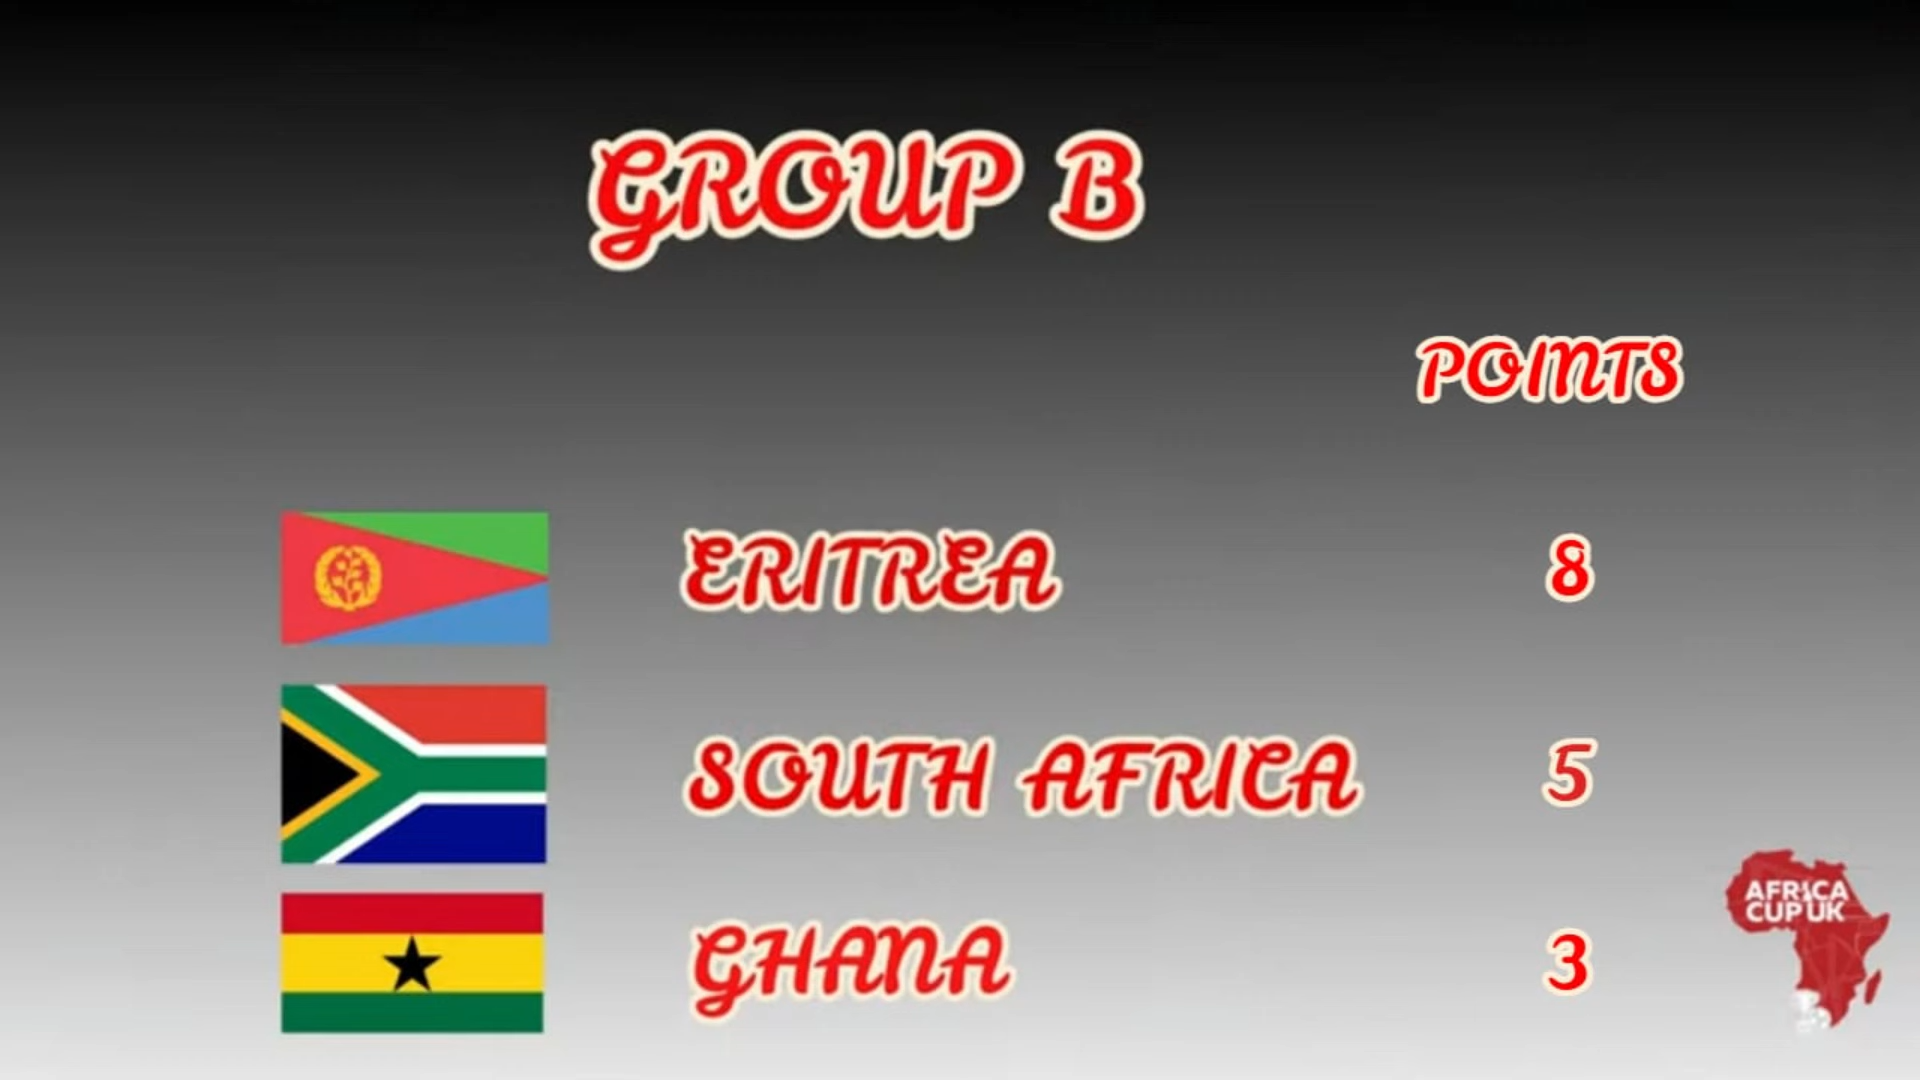 GROUP B
POINTS
ERITREA 8
SOUTH AFRICA 5
GHANA 3
AFRICA
CUP UK